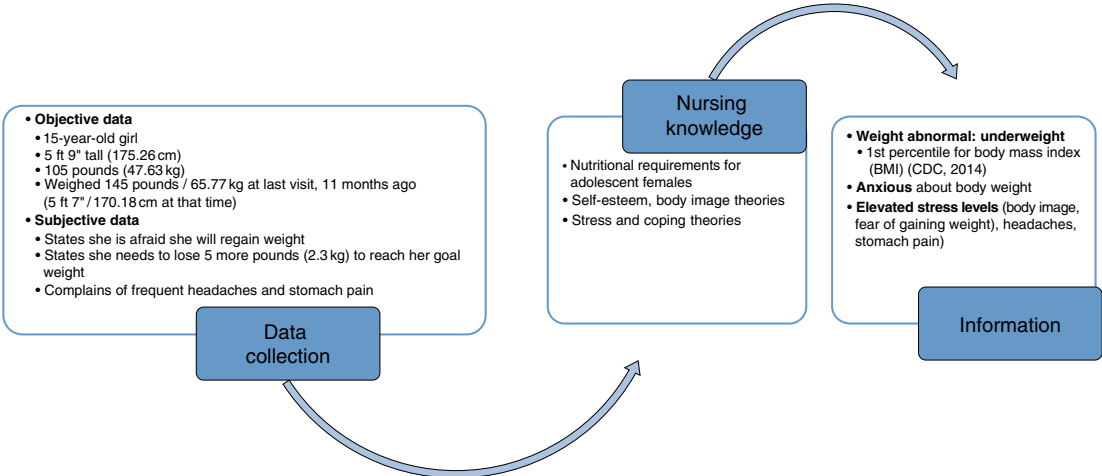 • Objective data
• 15-year-old girl
• 5 ft 9" tall (175.26 cm)
• 105 pounds (47.63 kg)
• Weighed 145 pounds / 65.77 kg at last visit, 11 months ago
(5 ft 7" / 170.18 cm at that time)
• Subjective data
• States she is afraid she will regain weight
• States she needs to lose 5 more pounds (2.3 kg) to reach her goal
weight
• Complains of frequent headaches and stomach pain
Data
collection
Nursing
knowledge
• Nutritional requirements for
adolescent females
• Self-esteem, body image theories
• Stress and coping theories
• Weight abnormal: underweight
• 1st percentile for body mass index
(BMI) (CDC, 2014)
• Anxious about body weight
• Elevated stress levels (body image,
fear of gaining weight), headaches,
stomach pain)
Information